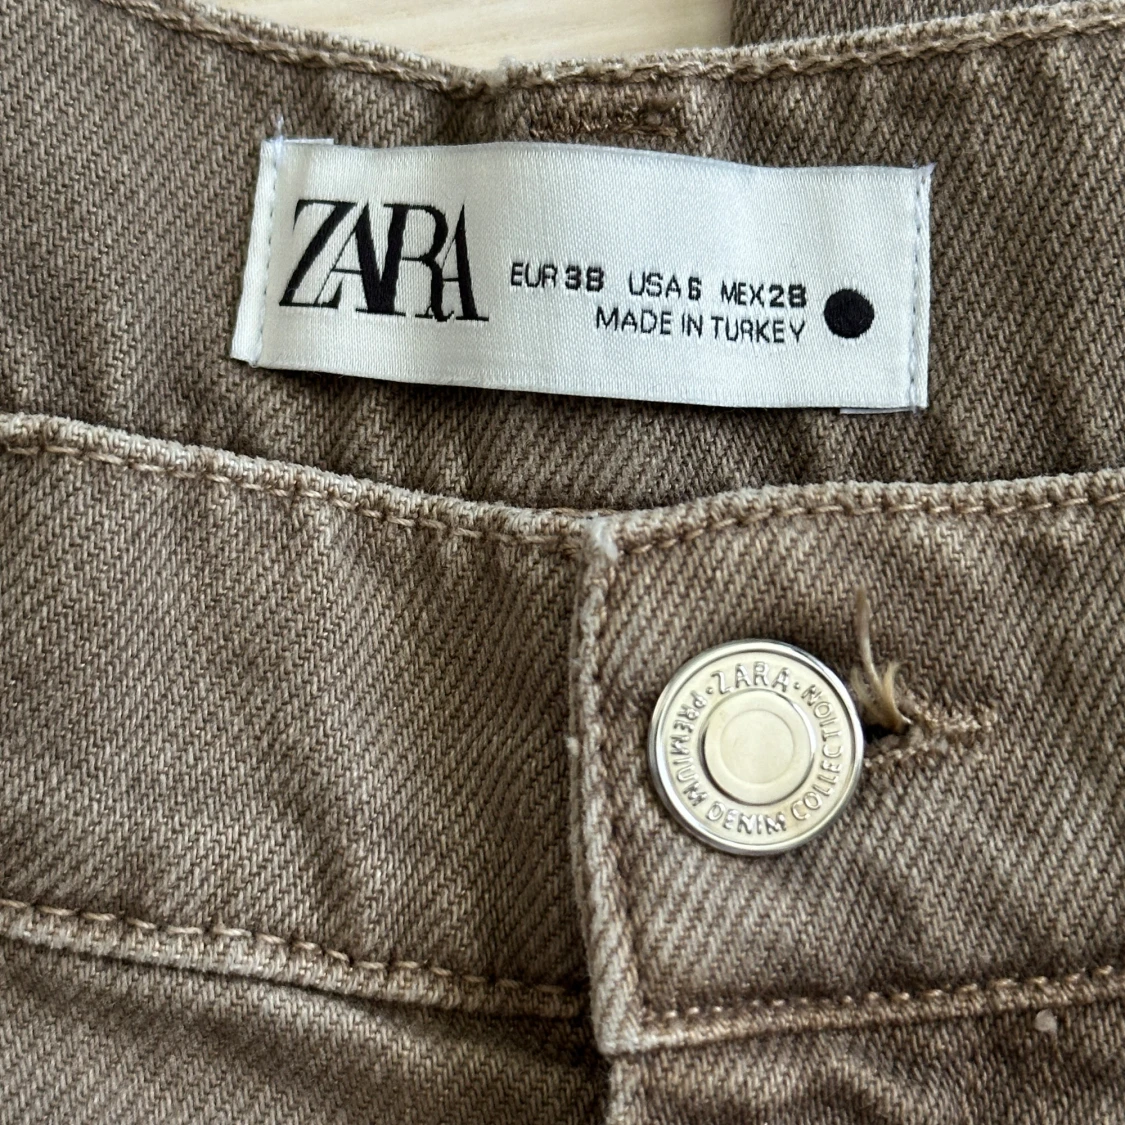 ZARA
EUR 38 USA 6 MEX 28
MADE IN TURKEY
·ZARA·
PREMIUM DENIM COLLECTION